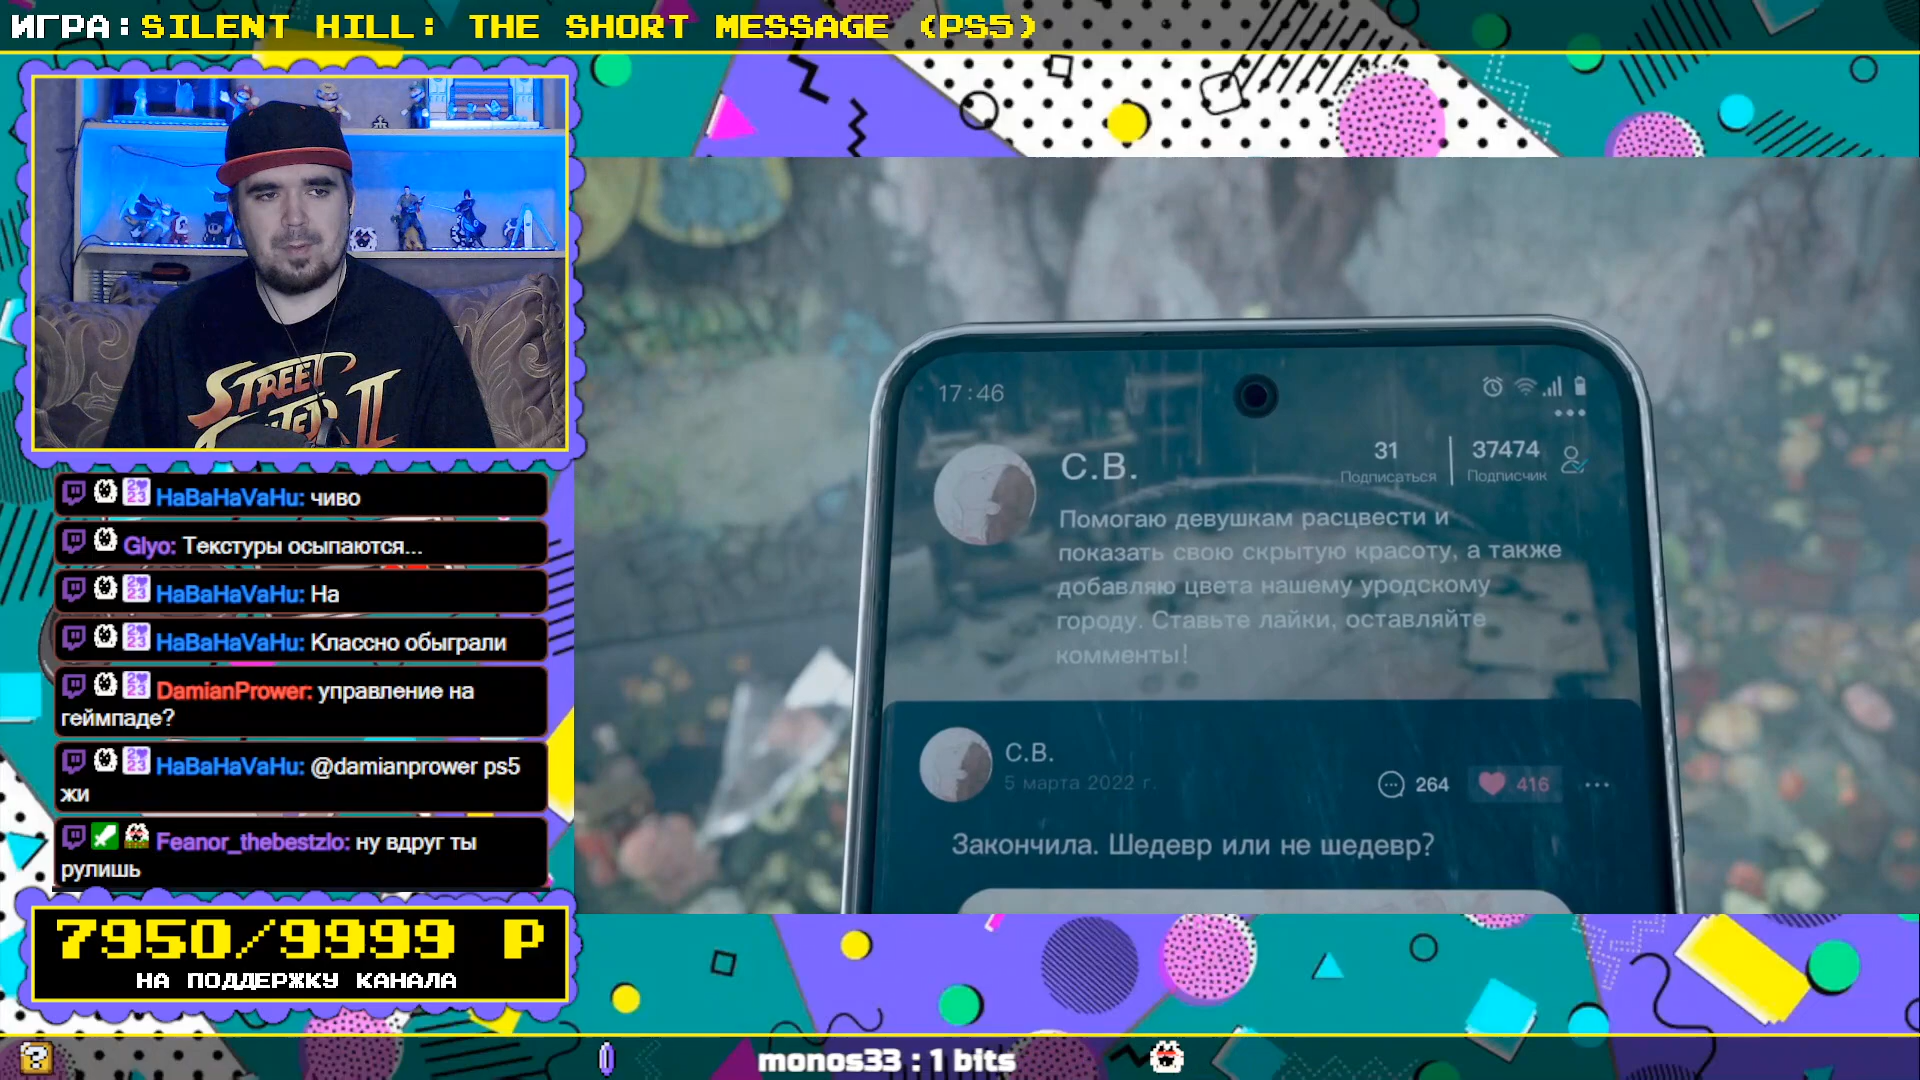 ИГРА:SILENT HILL: THE SHORT MESSAGE (PS5)
STREET
II
HaBaHaVaHu: чиво
Glyo: Текстуры осыпаются...
HaBaHaVaHu: На
HaBaHaVaHu: Классно обыграли
DamianPrower: управление на
геймпаде?
HaBaHaVaHu: @damianprower ps5
жи
Feanor_thebestzlo: ну вдруг ты
рулишь
7950/9999 Р
НА ПОДДЕРЖКУ КАНАЛА
17:46
С.В.
31
Подписаться
37474
Подписчик
Помогаю девушкам расцвести и
показать свою скрытую красоту, а также
добавляю цвета нашему уродскому
городу. Ставьте лайки, оставляйте
комменты!
С.В.
5 марта 2022 г.
264
416
Закончила. Шедевр или не шедевр?
monos33 : 1 bits